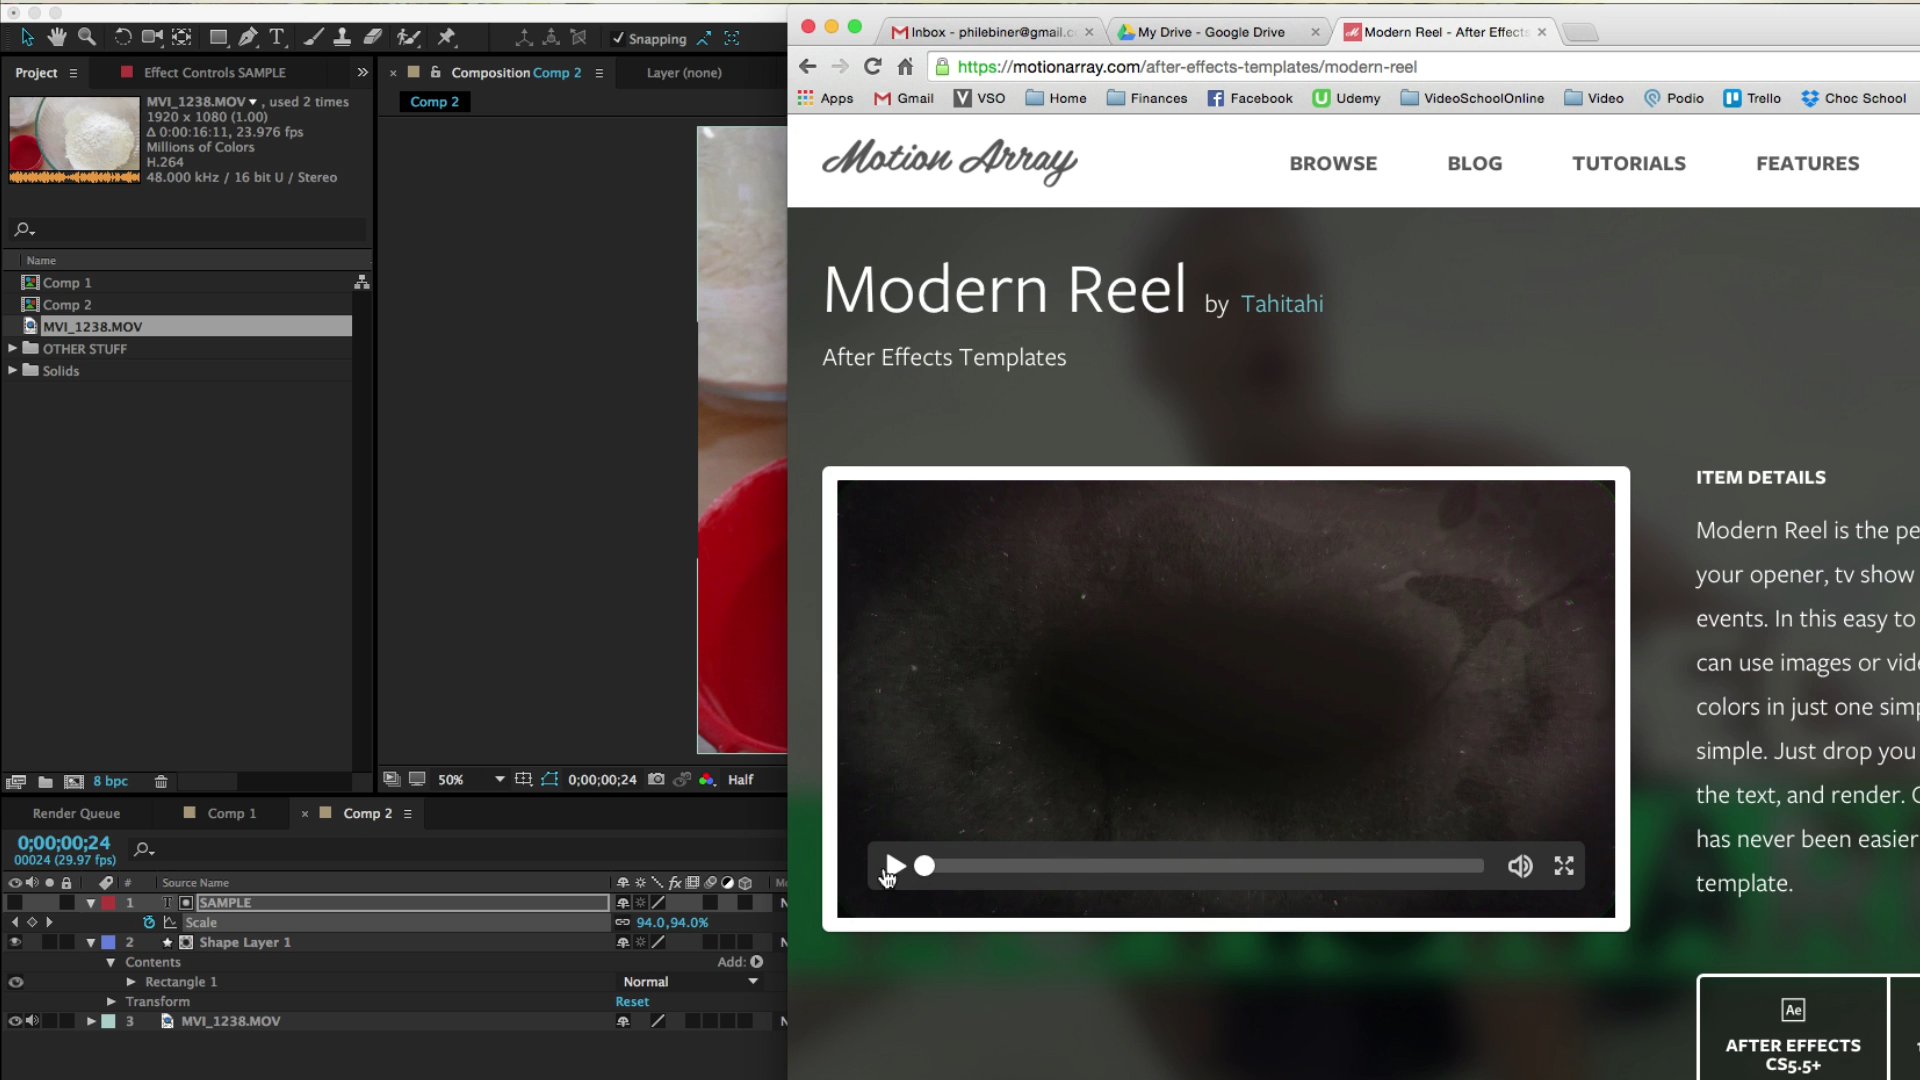 Snapping
Project
Effect Controls SAMPLE
Composition Comp 2
Layer (none)
Comp 2
MVI_1238.MOV , used 2 times
1920 x 1080 (1.00)
Δ 0:00:16:11, 23.976 fps
Millions of Colors
H.264
48.000 kHz / 16 bit U / Stereo
Name
Comp 1
Comp 2
MVI_1238.MOV
OTHER STUFF
Solids
8 bpc
50%
0;00;00;24
Half
Render Queue
Comp 1
Comp 2
0;00;00;24
00024 (29.97 fps)
# Source Name
1 T SAMPLE
Scale 94.0,94.0%
2 Shape Layer 1
Contents Add:
Rectangle 1 Normal
Transform Reset
3 MVI_1238.MOV
Inbox - philebiner@gmail.c
My Drive - Google Drive
Modern Reel - After Effects
https://motionarray.com/after-effects-templates/modern-reel
Apps Gmail VSO Home Finances Facebook Udemy VideoSchoolOnline Video Podio Trello Choc School
Motion Array
BROWSE BLOG TUTORIALS FEATURES
Modern Reel by Tahitahi
After Effects Templates
ITEM DETAILS
Modern Reel is the pe
your opener, tv show
events. In this easy to
can use images or vid
colors in just one simp
simple. Just drop you
the text, and render.
has never been easier
template.
Ae
AFTER EFFECTS
CS5.5+